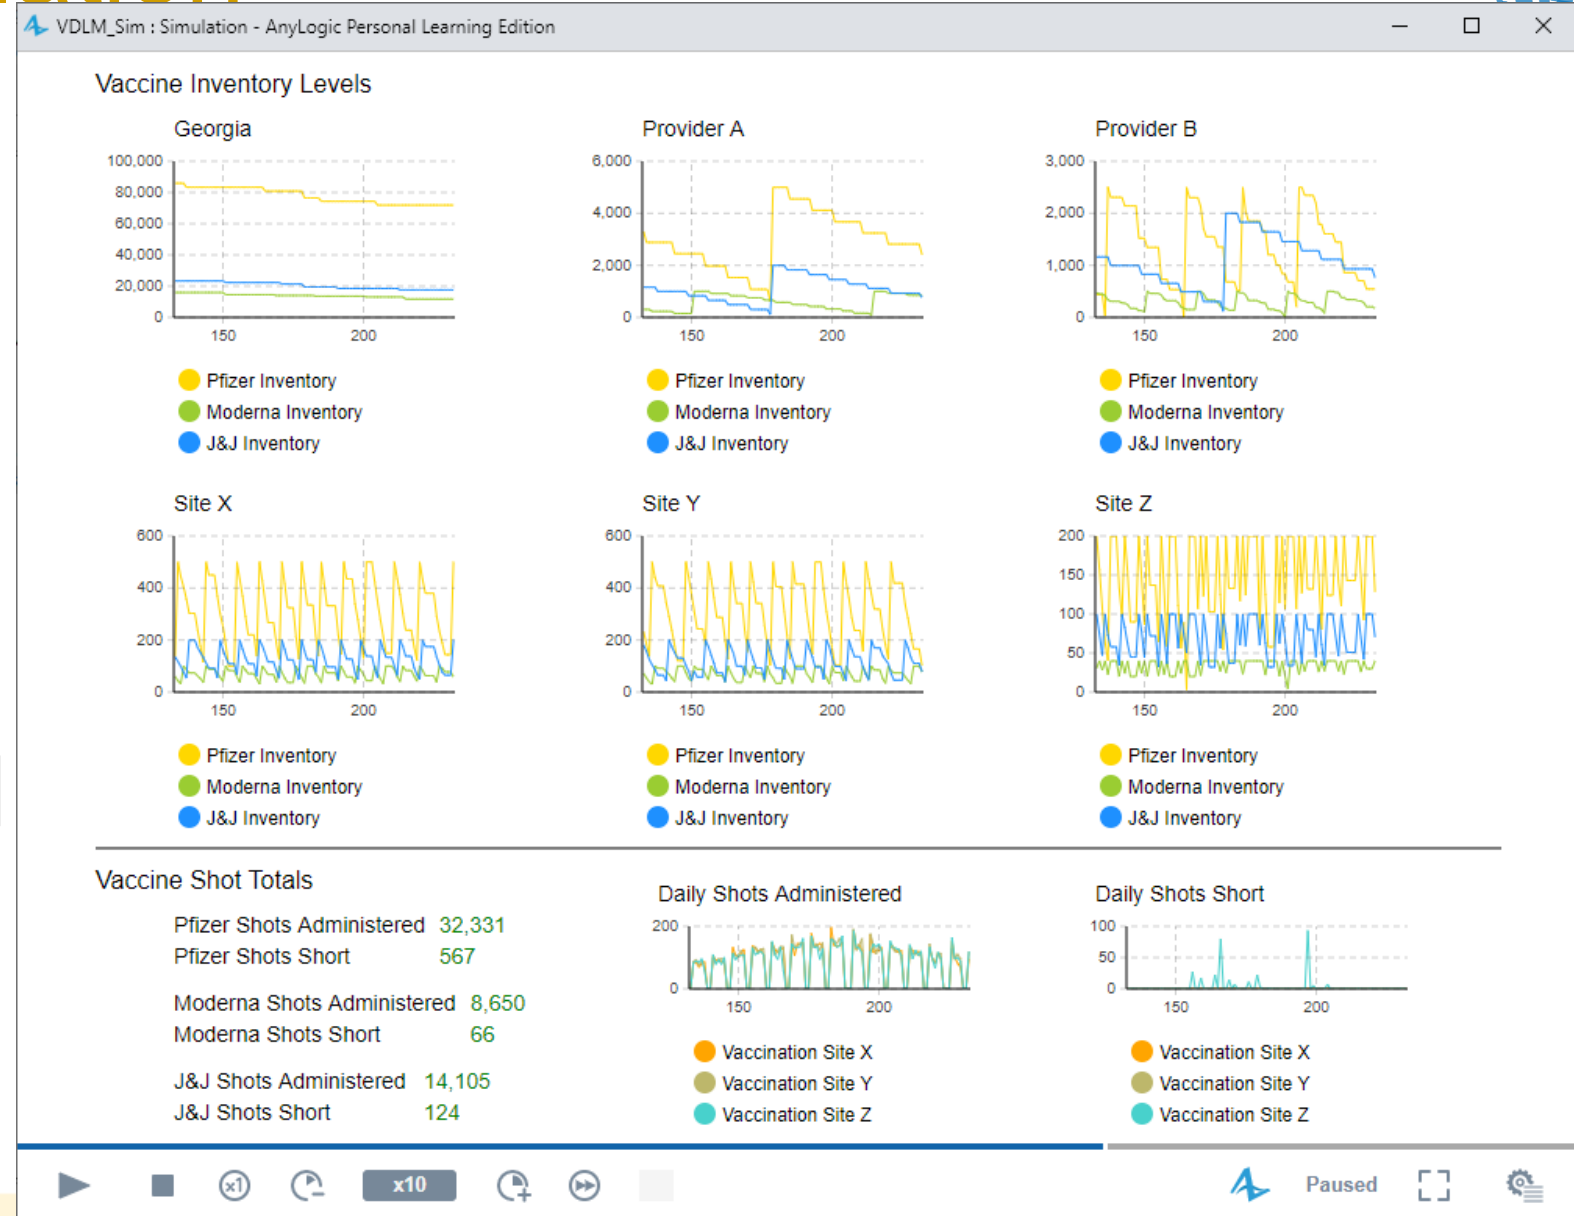 VDLM_Sim : Simulation - AnyLogic Personal Learning Edition
Vaccine Inventory Levels
Georgia
100,000
80,000
60,000
40,000
20,000
0
150 200
Pfizer Inventory
Moderna Inventory
J&J Inventory
Provider A
6,000
4,000
2,000
0
150 200
Pfizer Inventory
Moderna Inventory
J&J Inventory
Provider B
3,000
2,000
1,000
0
150 200
Pfizer Inventory
Moderna Inventory
J&J Inventory
Site X
600
400
200
0
150 200
Pfizer Inventory
Moderna Inventory
J&J Inventory
Site Y
600
400
200
0
150 200
Pfizer Inventory
Moderna Inventory
J&J Inventory
Site Z
200
150
100
50
0
150 200
Pfizer Inventory
Moderna Inventory
J&J Inventory
Vaccine Shot Totals
Pfizer Shots Administered 32,331
Pfizer Shots Short 567
Moderna Shots Administered 8,650
Moderna Shots Short 66
J&J Shots Administered 14,105
J&J Shots Short 124
Daily Shots Administered
200
0
150 200
Vaccination Site X
Vaccination Site Y
Vaccination Site Z
Daily Shots Short
100
50
0
150 200
Vaccination Site X
Vaccination Site Y
Vaccination Site Z
x1
x10
Paused